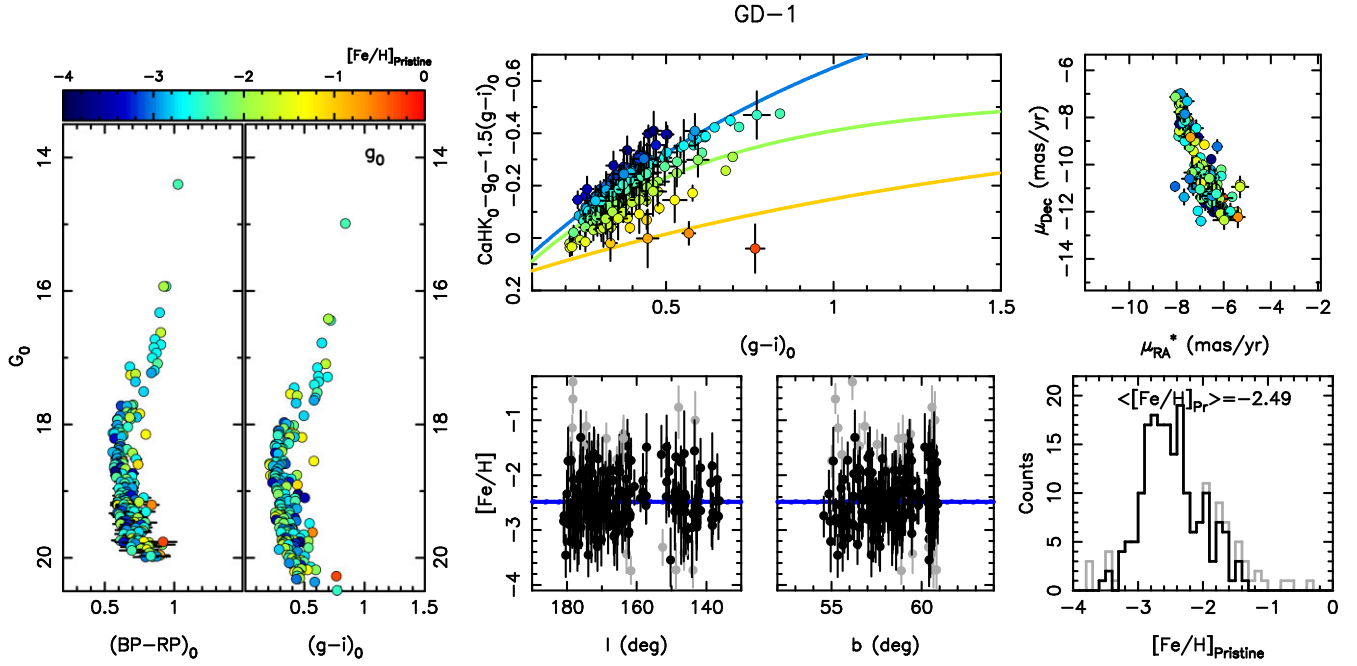 GD−1
[Fe/H]Pristine
−4 −3 −2 −1 0
g₀
14 16 18 20
G₀
14 16 18 20
0.5 1
0.5 1 1.5
(BP−RP)₀
(g−i)₀
CaHK₀−g₀−1.5(g−i)₀
−0.6 −0.4 −0.2 0 0.2
0.5 1 1.5
(g−i)₀
μDec (mas/yr)
−6 −8 −10 −12 −14
−10 −8 −6 −4 −2
μRA* (mas/yr)
[Fe/H]
−1 −2 −3 −4
180 160 140
l (deg)
55 60
b (deg)
<[Fe/H]Pr>=−2.49
Counts
20 15 10 5 0
−4 −3 −2 −1 0
[Fe/H]Pristine